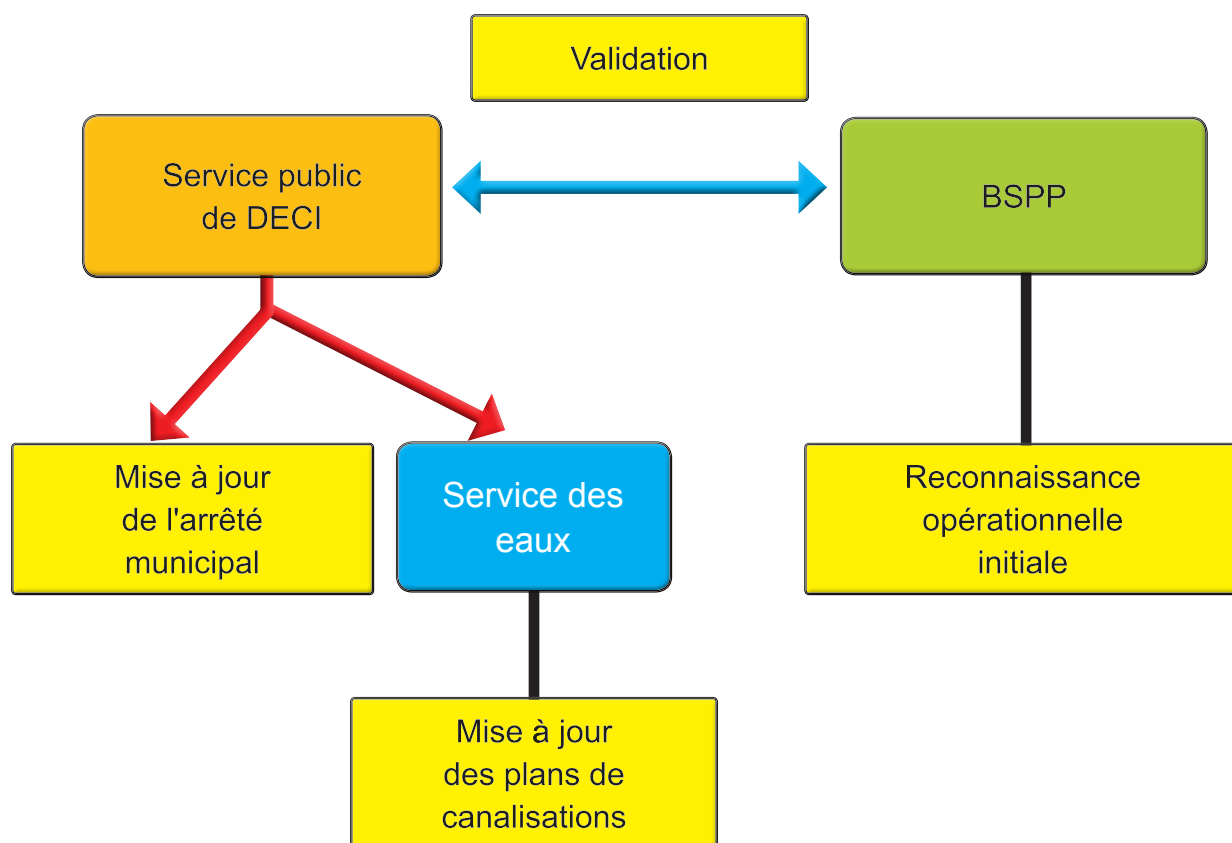 Validation
Service public
de DECI
BSPP
Mise à jour
de l'arrêté
municipal
Service des
eaux
Reconnaissance
opérationnelle
initiale
Mise à jour
des plans de
canalisations